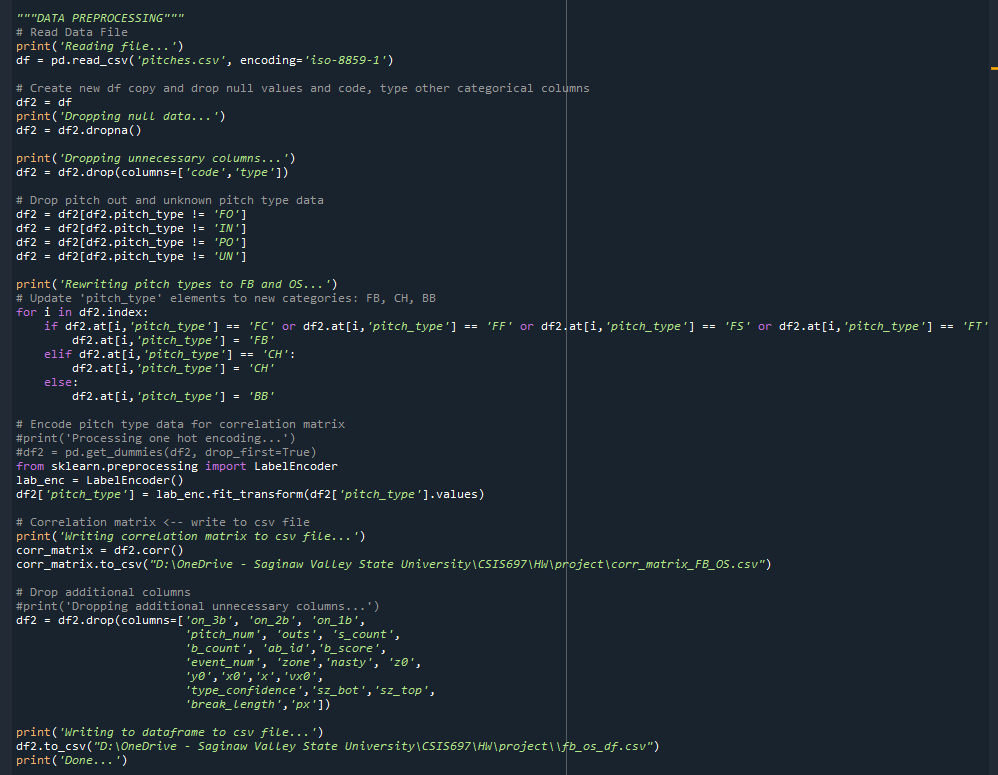 """DATA PREPROCESSING"""
# Read Data File
print('Reading file...')
df = pd.read_csv('pitches.csv', encoding='iso-8859-1')
# Create new df copy and drop null values and code, type other categorical columns
df2 = df
print('Dropping null data...')
df2 = df2.dropna()
print('Dropping unnecessary columns...')
df2 = df2.drop(columns=['code','type'])
# Drop pitch out and unknown pitch type data
df2 = df2[df2.pitch_type != 'FO']
df2 = df2[df2.pitch_type != 'IN']
df2 = df2[df2.pitch_type != 'PO']
df2 = df2[df2.pitch_type != 'UN']
print('Rewriting pitch types to FB and OS...')
# Update 'pitch_type' elements to new categories: FB, CH, BB
for i in df2.index:
    if df2.at[i,'pitch_type'] == 'FC' or df2.at[i,'pitch_type'] == 'FF' or df2.at[i,'pitch_type'] == 'FS' or df2.at[i,'pitch_type'] == 'FT'
        df2.at[i,'pitch_type'] = 'FB'
    elif df2.at[i,'pitch_type'] == 'CH':
        df2.at[i,'pitch_type'] = 'CH'
    else:
        df2.at[i,'pitch_type'] = 'BB'
# Encode pitch type data for correlation matrix
#print('Processing one hot encoding...')
#df2 = pd.get_dummies(df2, drop_first=True)
from sklearn.preprocessing import LabelEncoder
lab_enc = LabelEncoder()
df2['pitch_type'] = lab_enc.fit_transform(df2['pitch_type'].values)
# Correlation matrix <-- write to csv file
print('Writing correlation matrix to csv file...')
corr_matrix = df2.corr()
corr_matrix.to_csv("D:\OneDrive - Saginaw Valley State University\CSIS697\HW\project\corr_matrix_FB_OS.csv")
# Drop additional columns
#print('Dropping additional unnecessary columns...')
df2 = df2.drop(columns=['on_3b', 'on_2b', 'on_1b',
                        'pitch_num', 'outs', 's_count',
                        'b_count', 'ab_id','b_score',
                        'event_num', 'zone','nasty', 'z0',
                        'y0','x0','x','vx0',
                        'type_confidence','sz_bot','sz_top',
                        'break_length','px'])
print('Writing to dataframe to csv file...')
df2.to_csv("D:\OneDrive - Saginaw Valley State University\CSIS697\HW\project\\fb_os_df.csv")
print('Done...')